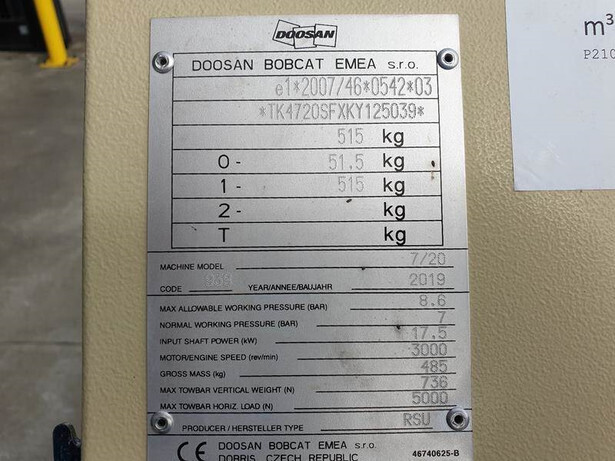 DOOSAN
DOOSAN BOBCAT EMEA s.r.o.
e1*2007/46*0542*03
*TK4720SFXKY125039*
515 kg
0- 51.5 kg
1- 515 kg
2- kg
T kg
MACHINE MODEL 7/20
CODE YEAR/ANNEE/BAUJAHR 2019
MAX ALLOWABLE WORKING PRESSURE (BAR) 8.6
NORMAL WORKING PRESSURE (BAR) 7
INPUT SHAFT POWER (kW) 17.5
MOTOR/ENGINE SPEED (rev/min) 3000
GROSS MASS (kg) 485
MAX TOWBAR VERTICAL WEIGHT (N) 736
MAX TOWBAR HORIZ. LOAD (N) 5000
PRODUCER / HERSTELLER TYPE RSU
CE DOOSAN BOBCAT EMEA s.r.o. 46740625-B
DOBRIS, CZECH REPUBLIC
m³
P210